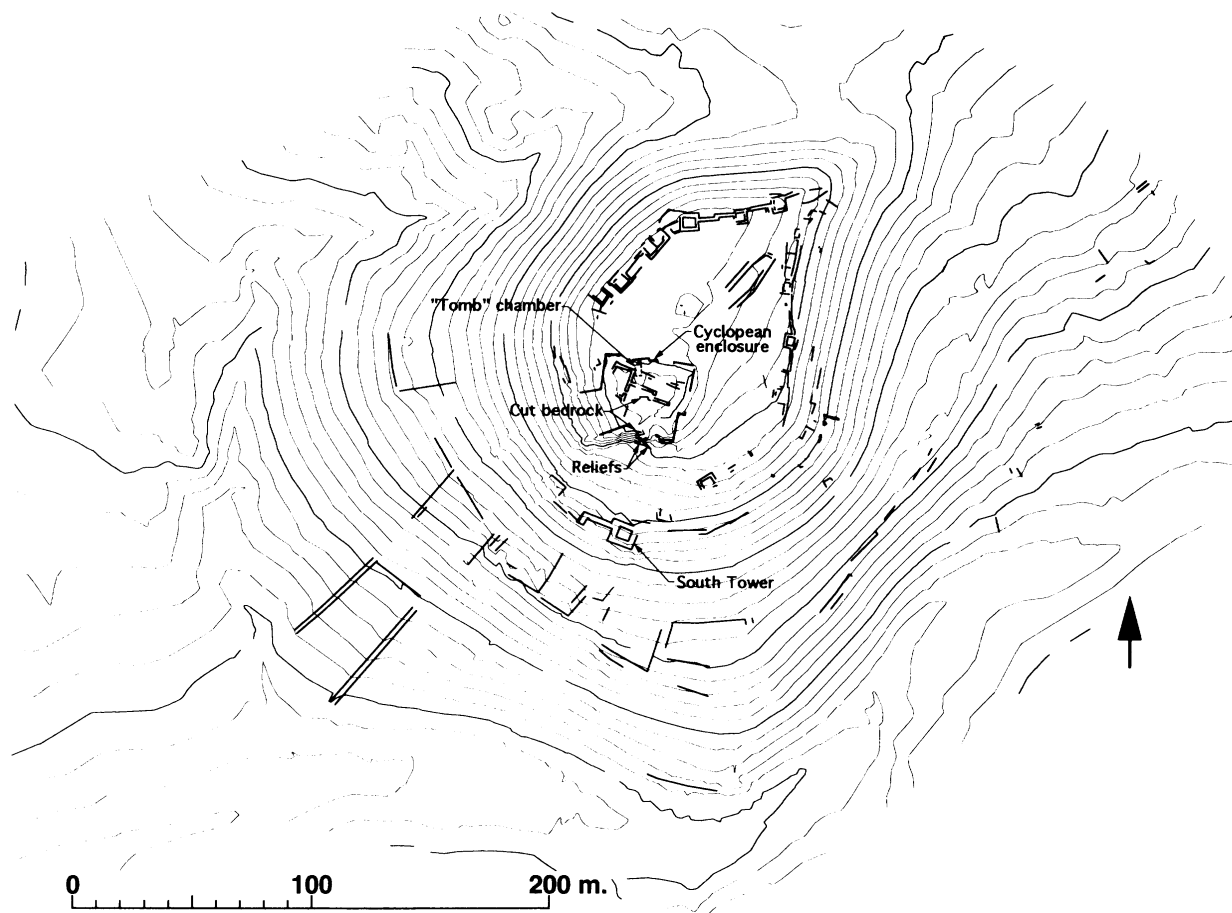 "Tomb" chamber
Cyclopean
enclosure
Cut bedrock
Reliefs
South Tower
0 100 200 m.